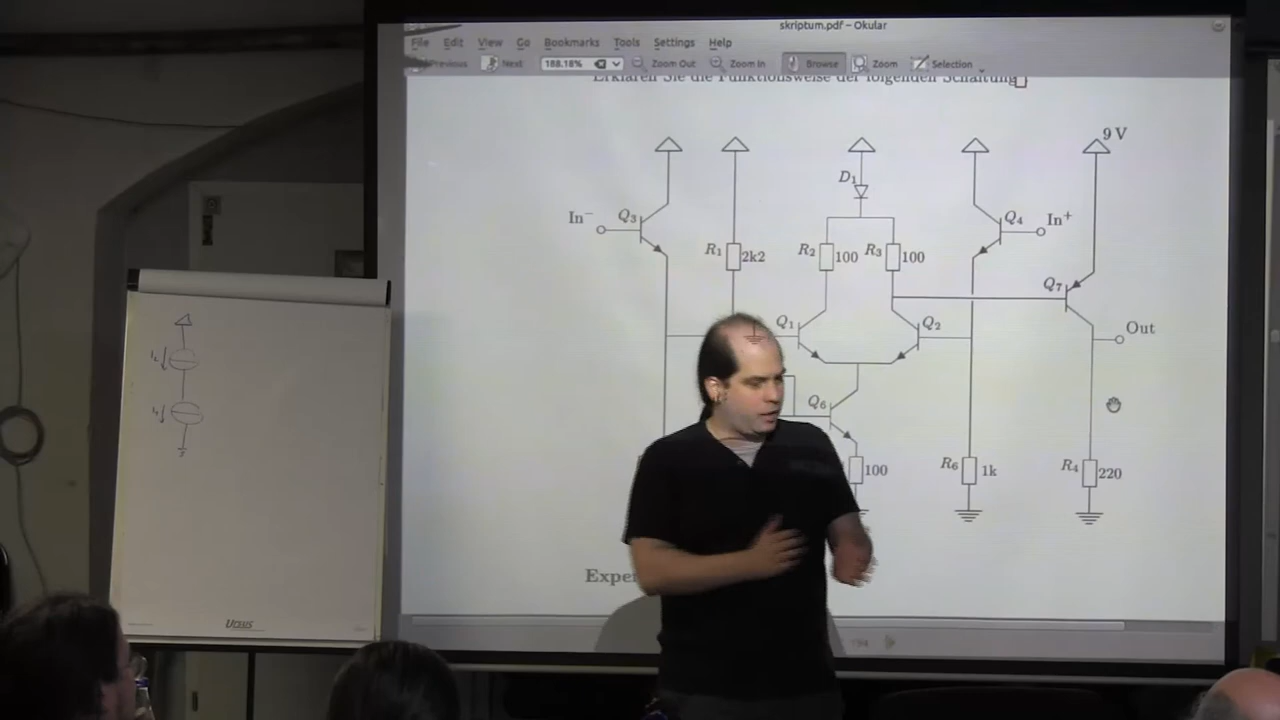 skriptum.pdf – Okular
File Edit View Go Bookmarks Tools Settings Help
Previous Next 188.18% Zoom Out Zoom In Browse Zoom Selection
Erklären Sie die Funktionsweise der folgenden Schaltung
9 V
D1
In− Q3
Q4 In+
R1 2k2 R2 100 R3 100
Q7
Q1 Q2
Out
Q6
100 R6 1k R4 220
Exper